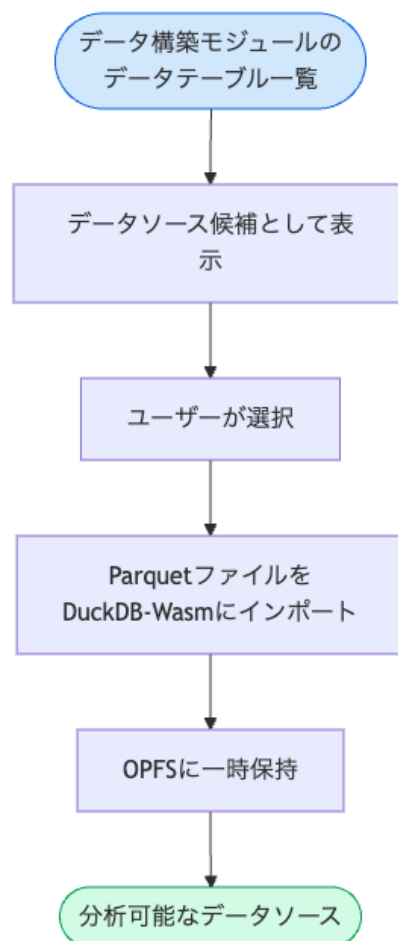 データ構築モジュールの
データテーブル一覧
データソース候補として表
示
ユーザーが選択
Parquetファイルを
DuckDB-Wasmにインポート
OPFSに一時保持
分析可能なデータソース